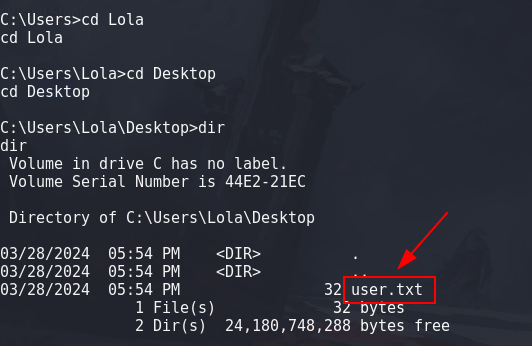 C:\Users>cd Lola
cd Lola
C:\Users\Lola>cd Desktop
cd Desktop
C:\Users\Lola\Desktop>dir
dir
 Volume in drive C has no label.
 Volume Serial Number is 44E2-21EC
 Directory of C:\Users\Lola\Desktop
03/28/2024  05:54 PM    <DIR>          .
03/28/2024  05:54 PM    <DIR>          ..
03/28/2024  05:54 PM                32 user.txt
               1 File(s)             32 bytes
               2 Dir(s)  24,180,748,288 bytes free